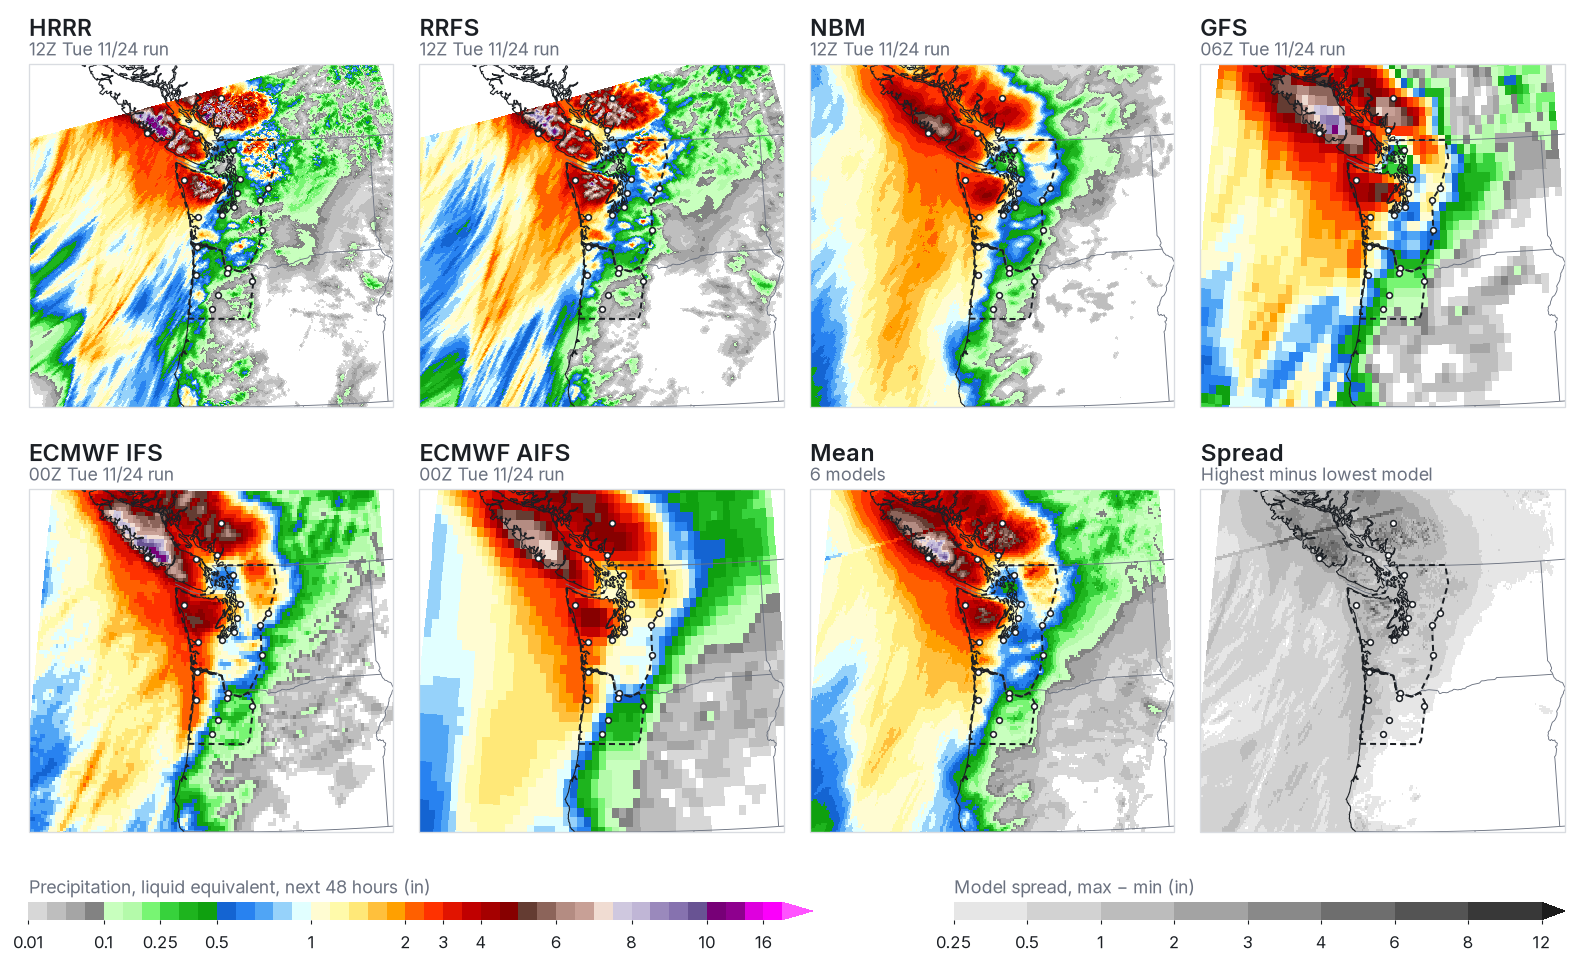 HRRR
12Z Tue 11/24 run
RRFS
12Z Tue 11/24 run
NBM
12Z Tue 11/24 run
GFS
06Z Tue 11/24 run
ECMWF IFS
00Z Tue 11/24 run
ECMWF AIFS
00Z Tue 11/24 run
Mean
6 models
Spread
Highest minus lowest model
Precipitation, liquid equivalent, next 48 hours (in)
0.01 0.1 0.25 0.5 1 2 3 4 6 8 10 16
Model spread, max − min (in)
0.25 0.5 1 2 3 4 6 8 12